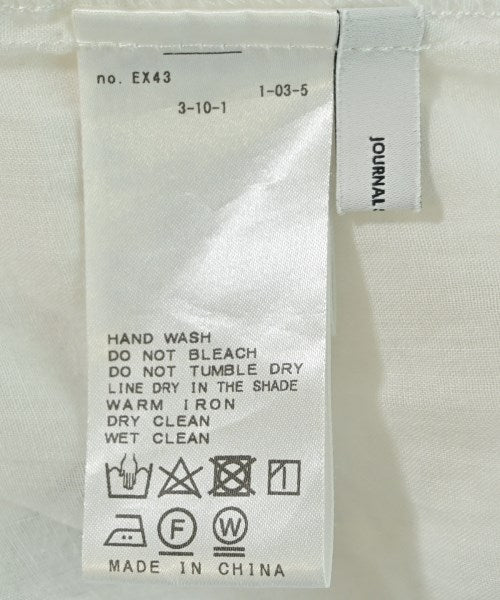 no. EX43
1-03-5
3-10-1
JOURNAL
HAND WASH
DO NOT BLEACH
DO NOT TUMBLE DRY
LINE DRY IN THE SHADE
WARM IRON
DRY CLEAN
WET CLEAN
F
W
MADE IN CHINA